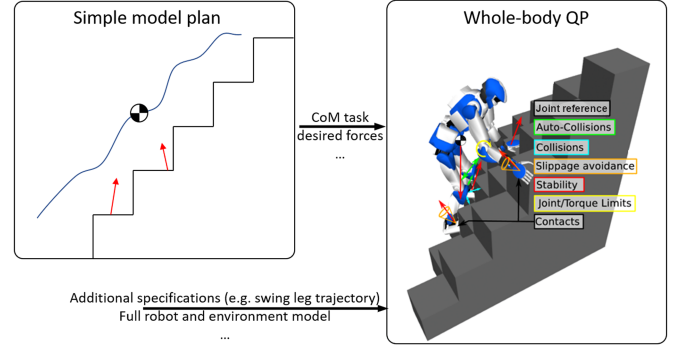 Simple model plan
Whole-body QP
CoM task
desired forces
...
Joint reference
Auto-Collisions
Collisions
Slippage avoidance
Stability
Joint/Torque Limits
Contacts
Additional specifications (e.g. swing leg trajectory)
Full robot and environment model
...